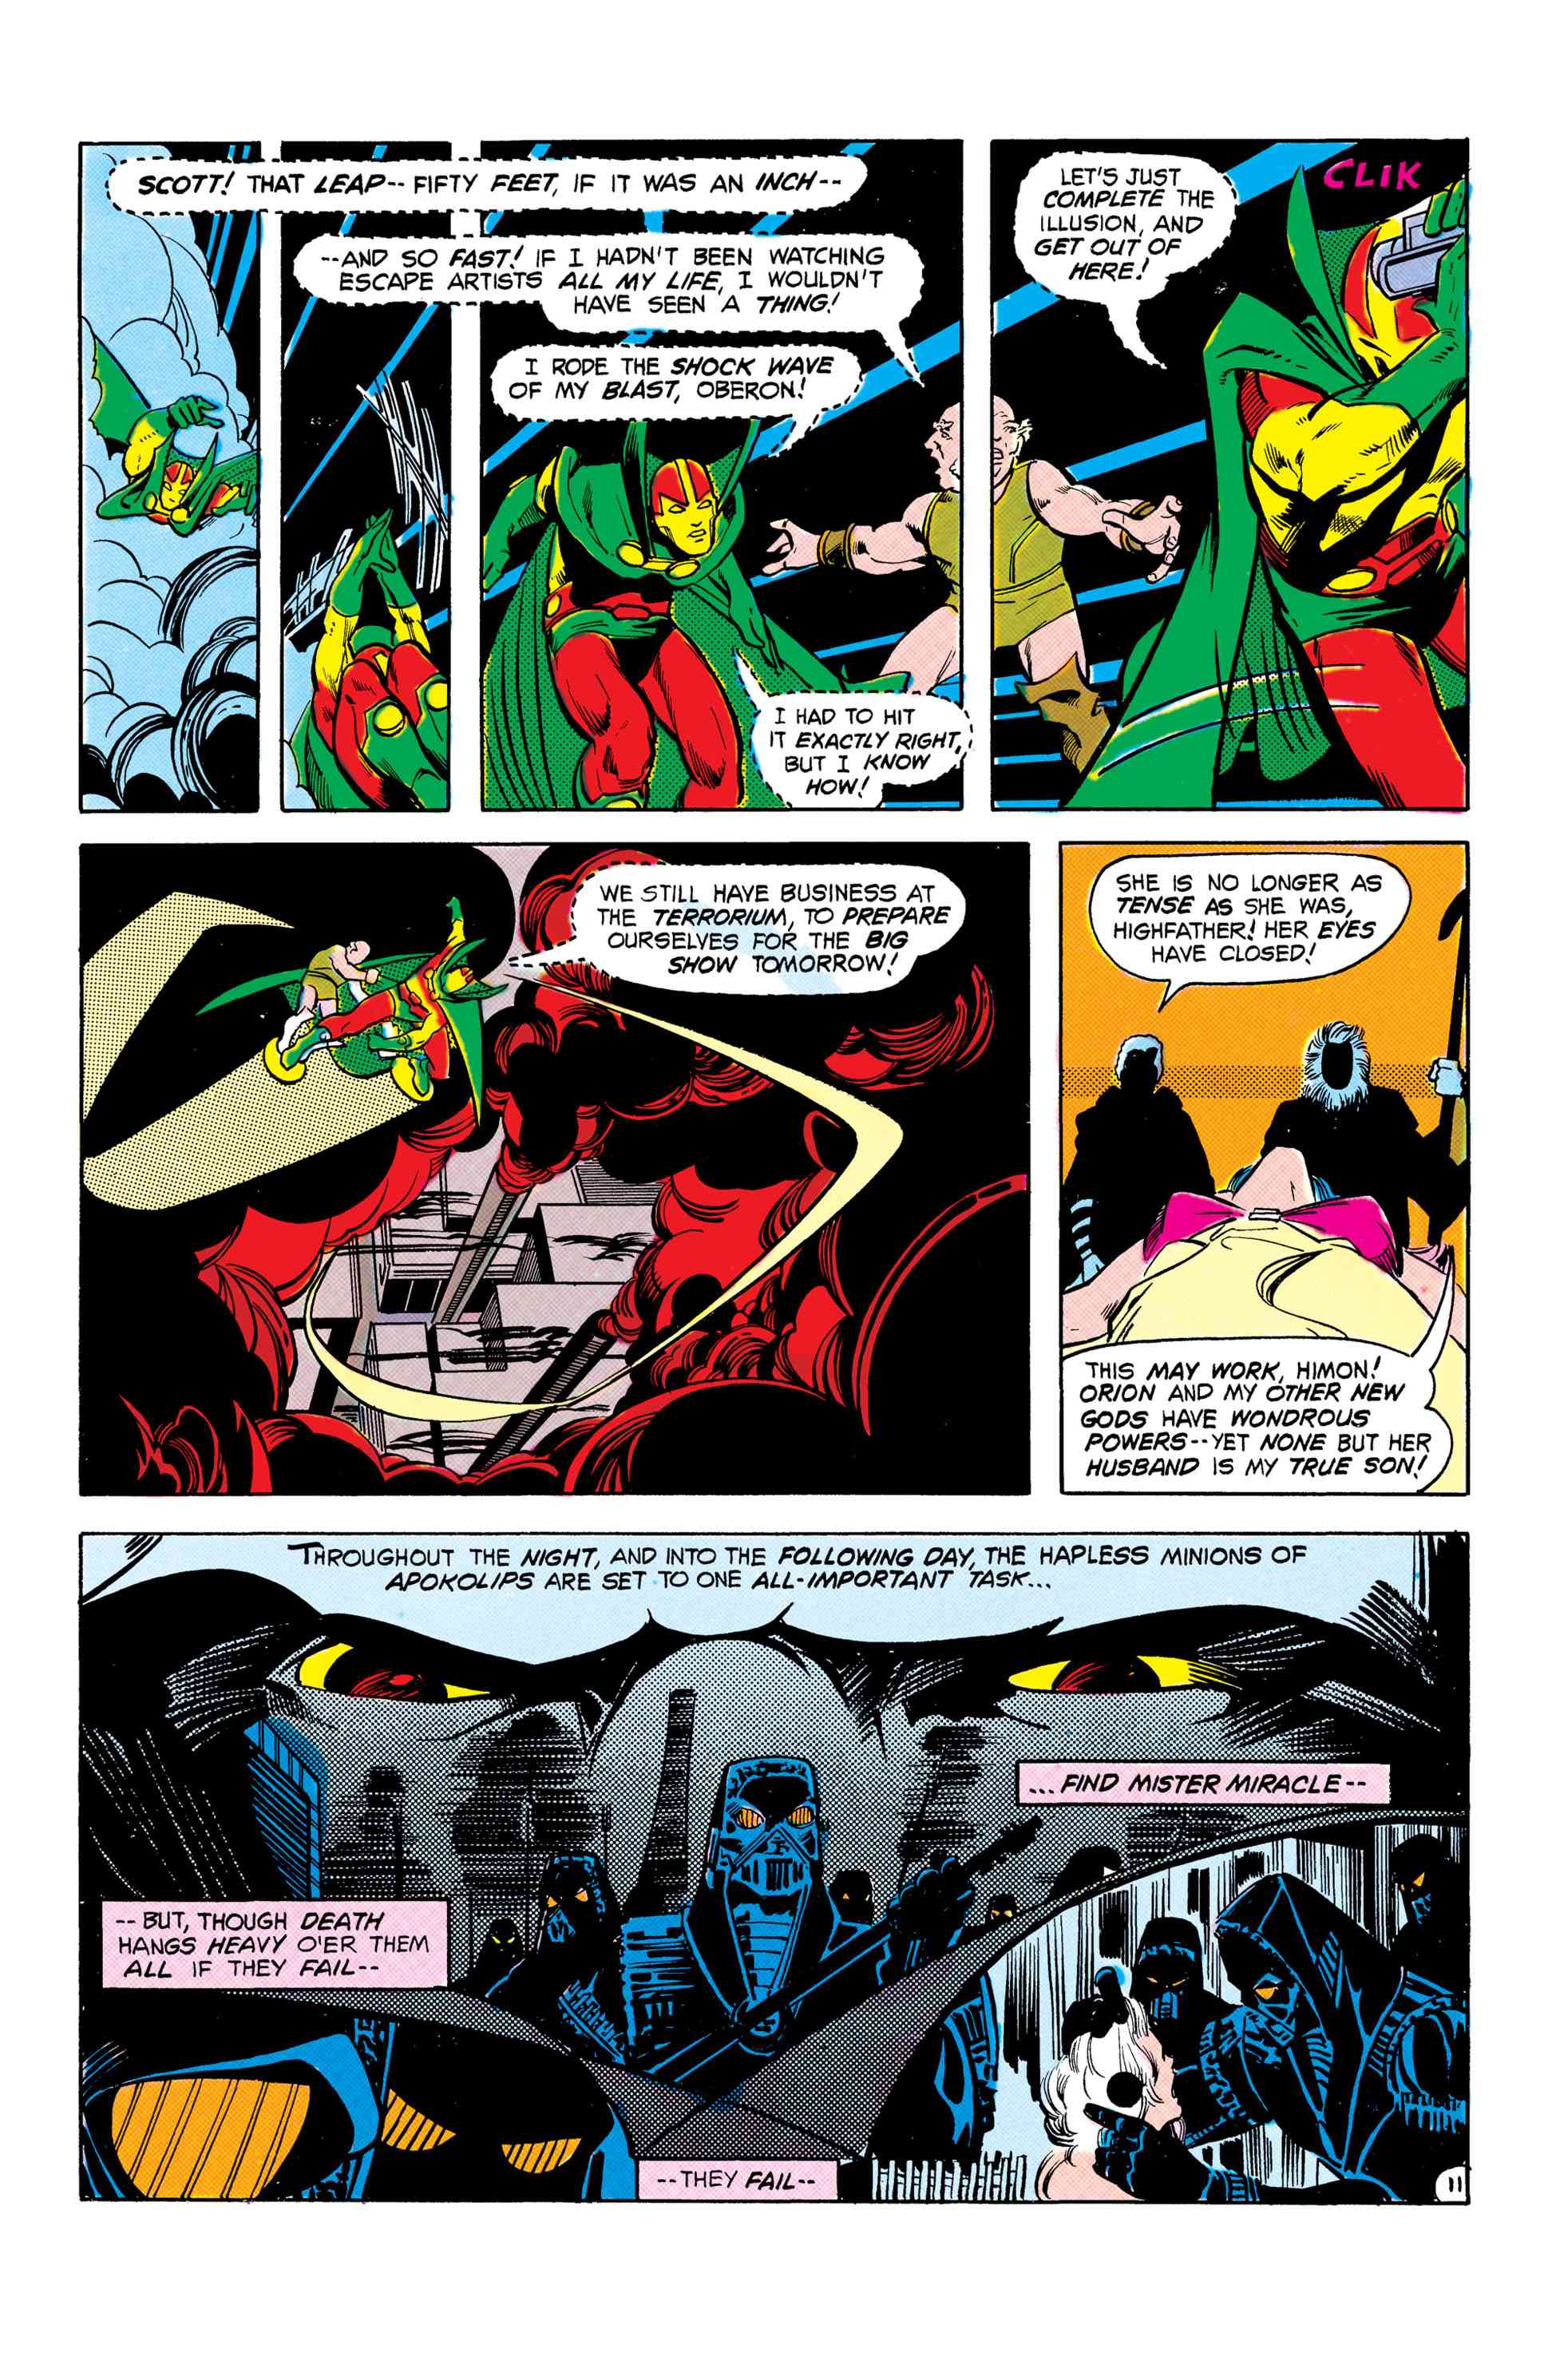 SCOTT! THAT LEAP-- FIFTY FEET, IF IT WAS AN INCH--
--AND SO FAST! IF I HADN'T BEEN WATCHING
ESCAPE ARTISTS ALL MY LIFE, I WOULDN'T
HAVE SEEN A THING!
I RODE THE SHOCK WAVE
OF MY BLAST, OBERON!
I HAD TO HIT
IT EXACTLY RIGHT,
BUT I KNOW
HOW!
LET'S JUST
COMPLETE THE
ILLUSION, AND
GET OUT OF
HERE!
CLIK
WE STILL HAVE BUSINESS AT
THE TERRORIUM, TO PREPARE
OURSELVES FOR THE BIG
SHOW TOMORROW!
SHE IS NO LONGER AS
TENSE AS SHE WAS,
HIGHFATHER! HER EYES
HAVE CLOSED!
THIS MAY WORK, HIMON!
ORION AND MY OTHER NEW
GODS HAVE WONDROUS
POWERS--YET NONE BUT HER
HUSBAND IS MY TRUE SON!
THROUGHOUT THE NIGHT, AND INTO THE FOLLOWING DAY, THE HAPLESS MINIONS OF
APOKOLIPS ARE SET TO ONE ALL-IMPORTANT TASK...
...FIND MISTER MIRACLE--
--BUT, THOUGH DEATH
HANGS HEAVY O'ER THEM
ALL IF THEY FAIL--
--THEY FAIL--
11